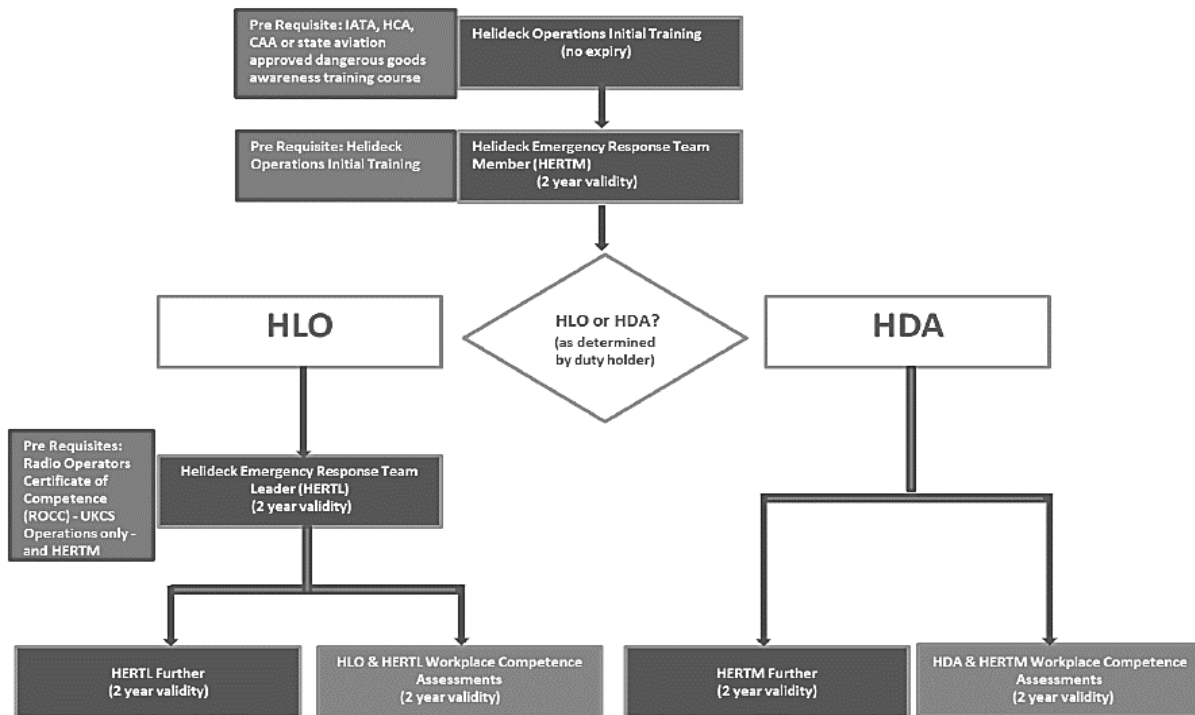 Pre Requisite: IATA, HCA,
CAA or state aviation
approved dangerous goods
awareness training course
Helideck Operations Initial Training
(no expiry)
Pre Requisite: Helideck
Operations Initial Training
Helideck Emergency Response Team
Member (HERTM)
(2 year validity)
HLO
HLO or HDA?
(as determined
by duty holder)
HDA
Pre Requisites:
Radio Operators
Certificate of
Competence
(ROCC) - UKCS
Operations only -
and HERTM
Helideck Emergency Response Team
Leader (HERTL)
(2 year validity)
HERTL Further
(2 year validity)
HLO & HERTL Workplace Competence
Assessments
(2 year validity)
HERTM Further
(2 year validity)
HDA & HERTM Workplace Competence
Assessments
(2 year validity)